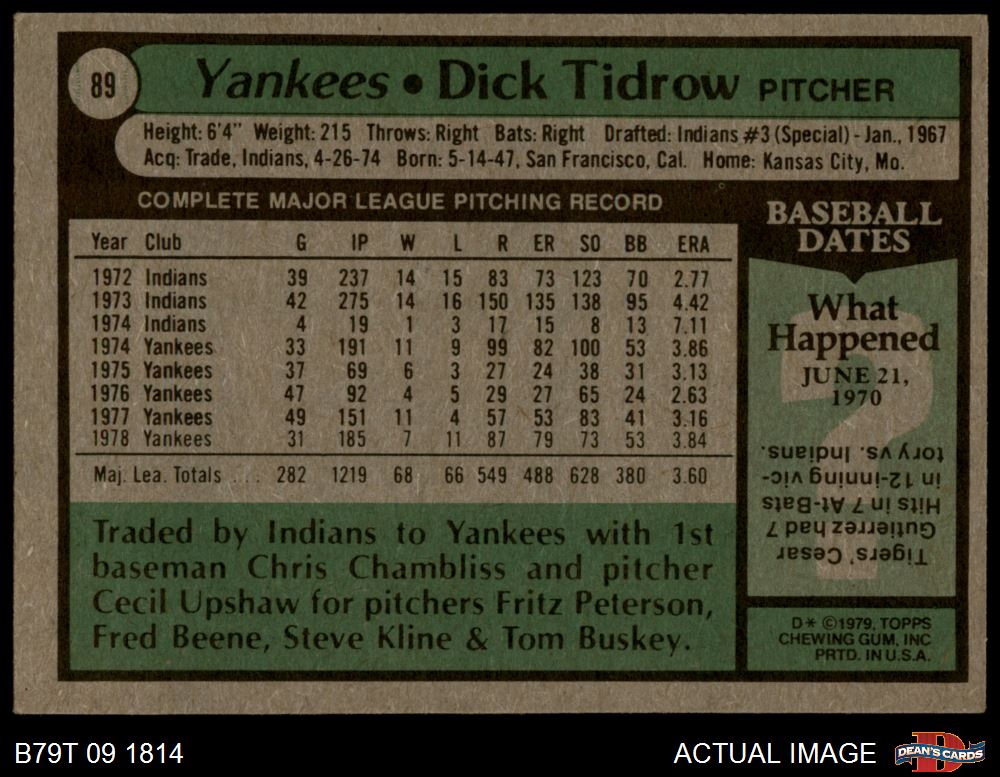 89
Yankees • Dick Tidrow PITCHER
Height: 6'4" Weight: 215 Throws: Right Bats: Right Drafted: Indians #3 (Special) - Jan., 1967
Acq: Trade, Indians, 4-26-74 Born: 5-14-47, San Francisco, Cal. Home: Kansas City, Mo.
COMPLETE MAJOR LEAGUE PITCHING RECORD
Year Club G IP W L R ER SO BB ERA
1972 Indians 39 237 14 15 83 73 123 70 2.77
1973 Indians 42 275 14 16 150 135 138 95 4.42
1974 Indians 4 19 1 3 17 15 8 13 7.11
1974 Yankees 33 191 11 9 99 82 100 53 3.86
1975 Yankees 37 69 6 3 27 24 38 31 3.13
1976 Yankees 47 92 4 5 29 27 65 24 2.63
1977 Yankees 49 151 11 4 57 53 83 41 3.16
1978 Yankees 31 185 7 11 87 79 73 53 3.84
Maj. Lea. Totals ... 282 1219 68 66 549 488 628 380 3.60
Traded by Indians to Yankees with 1st
baseman Chris Chambliss and pitcher
Cecil Upshaw for pitchers Fritz Peterson,
Fred Beene, Steve Kline & Tom Buskey.
BASEBALL
DATES
What
Happened
JUNE 21,
1970
Tigers' Cesar
Gutierrez had 7
Hits in 7 At-Bats
in 12-inning vic-
tory vs. Indians.
D* ©1979, TOPPS
CHEWING GUM, INC
PRTD. IN U.S.A.
B79T 09 1814
ACTUAL IMAGE
D
DEAN'S CARDS